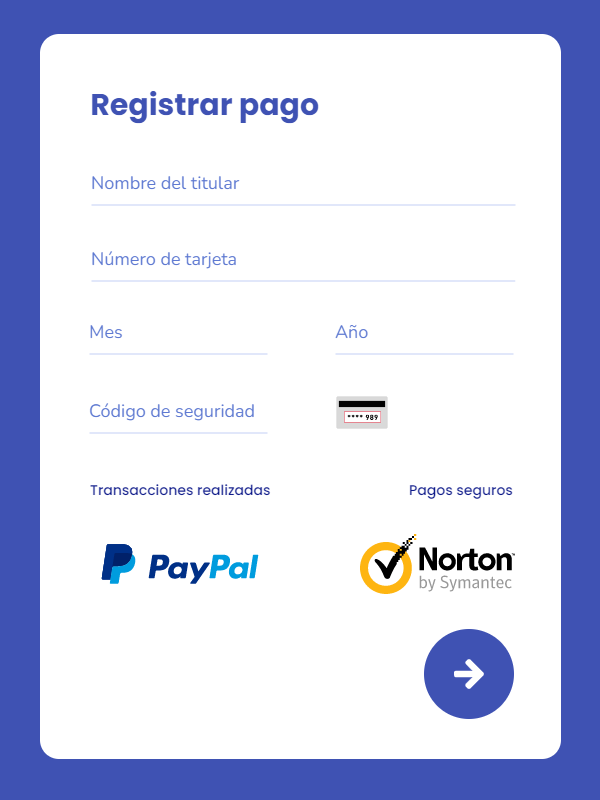 Registrar pago
Nombre del titular
Número de tarjeta
Mes
Año
Código de seguridad
**** 989
Transacciones realizadas
Pagos seguros
PayPal
Norton™
by Symantec